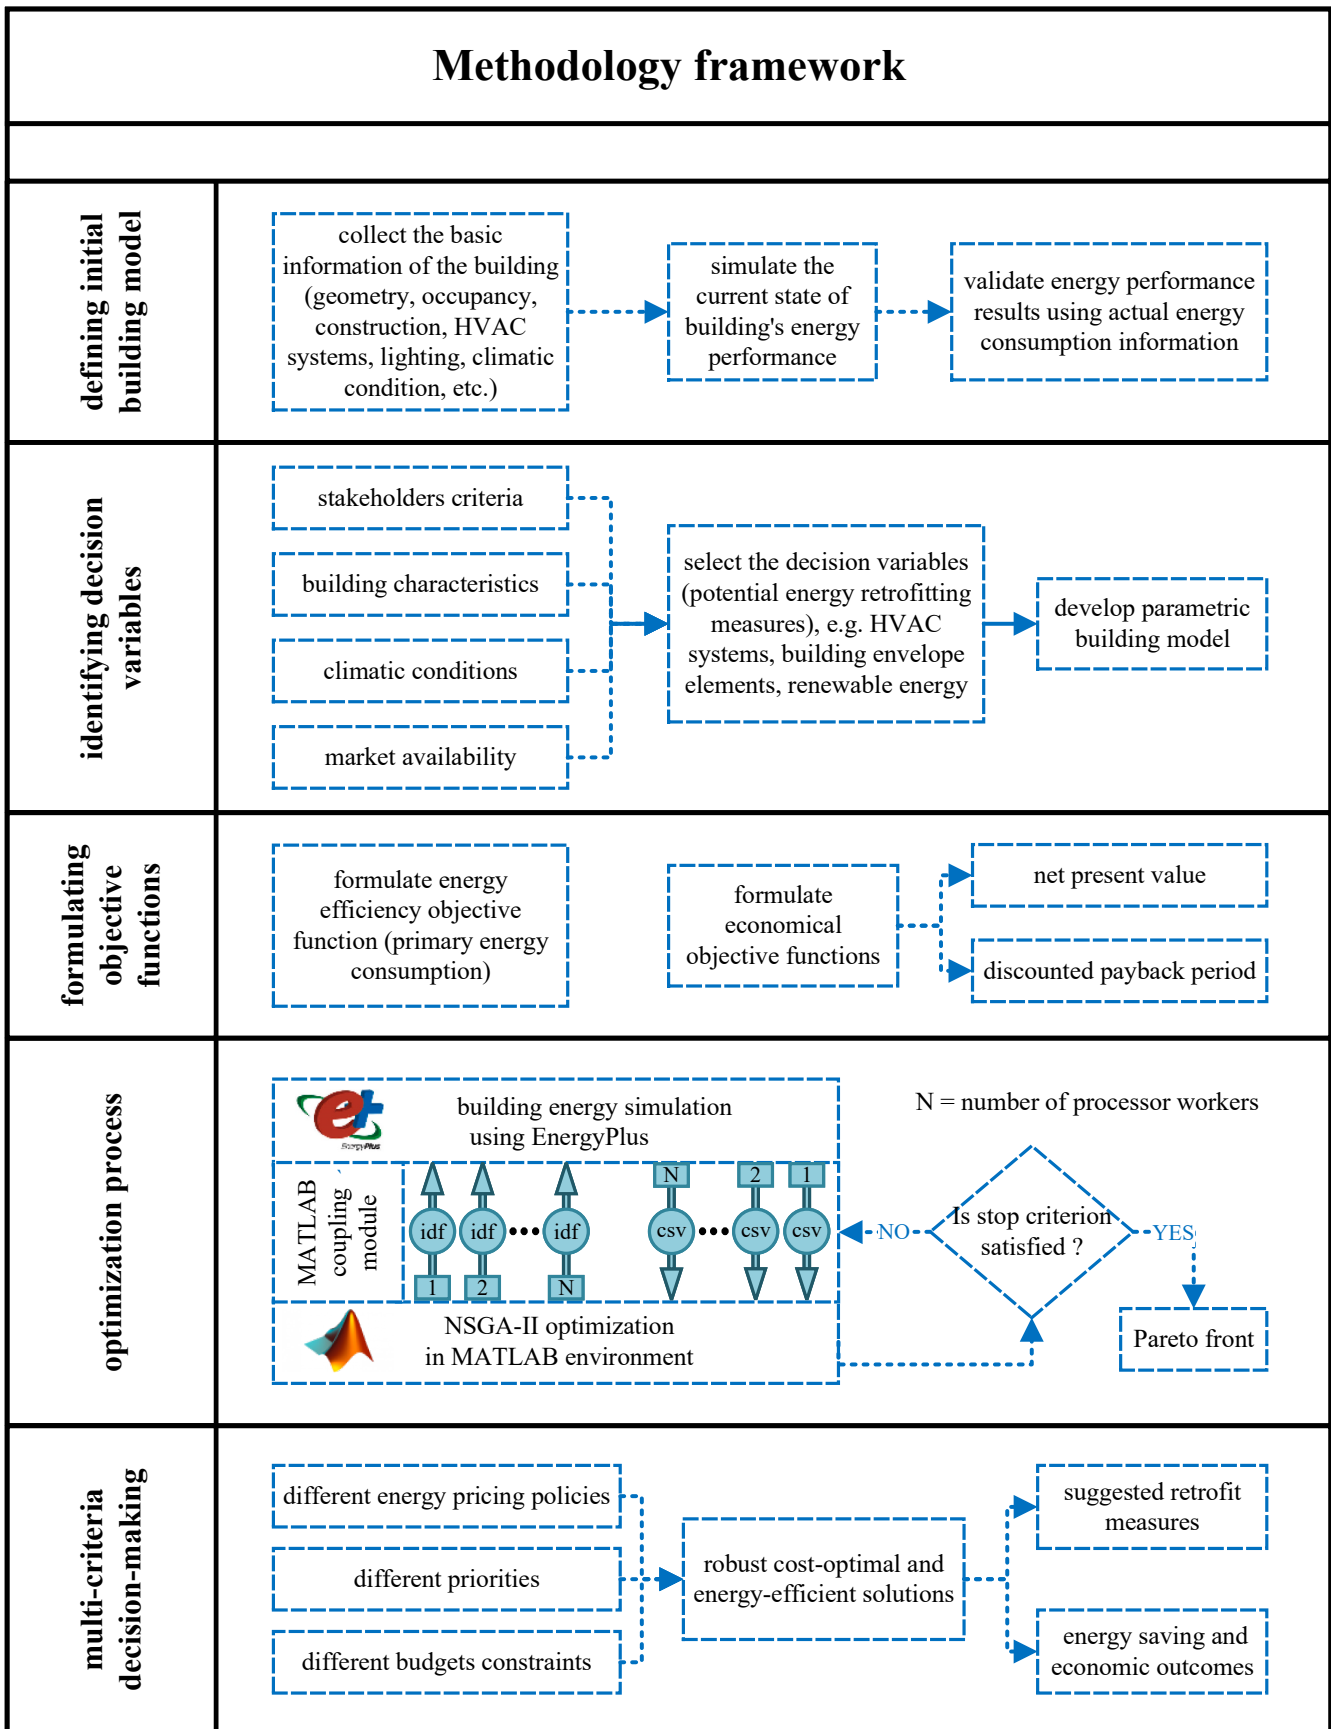 Methodology framework
defining initial
building model
collect the basic
information of the building
(geometry, occupancy,
construction, HVAC
systems, lighting, climatic
condition, etc.)
simulate the
current state of
building's energy
performance
validate energy performance
results using actual energy
consumption information
identifying decision
variables
stakeholders criteria
building characteristics
climatic conditions
market availability
select the decision variables
(potential energy retrofitting
measures), e.g. HVAC
systems, building envelope
elements, renewable energy
develop parametric
building model
formulating
objective
functions
formulate energy
efficiency objective
function (primary energy
consumption)
formulate
economical
objective functions
net present value
discounted payback period
optimization process
e+
EnergyPlus
building energy simulation
using EnergyPlus
MATLAB
coupling
module
idf
idf
•••
idf
1
2
N
N
2
1
csv
•••
csv
csv
NSGA-II optimization
in MATLAB environment
N = number of processor workers
Is stop criterion
satisfied ?
NO
YES
Pareto front
multi-criteria
decision-making
different energy pricing policies
different priorities
different budgets constraints
robust cost-optimal and
energy-efficient solutions
suggested retrofit
measures
energy saving and
economic outcomes